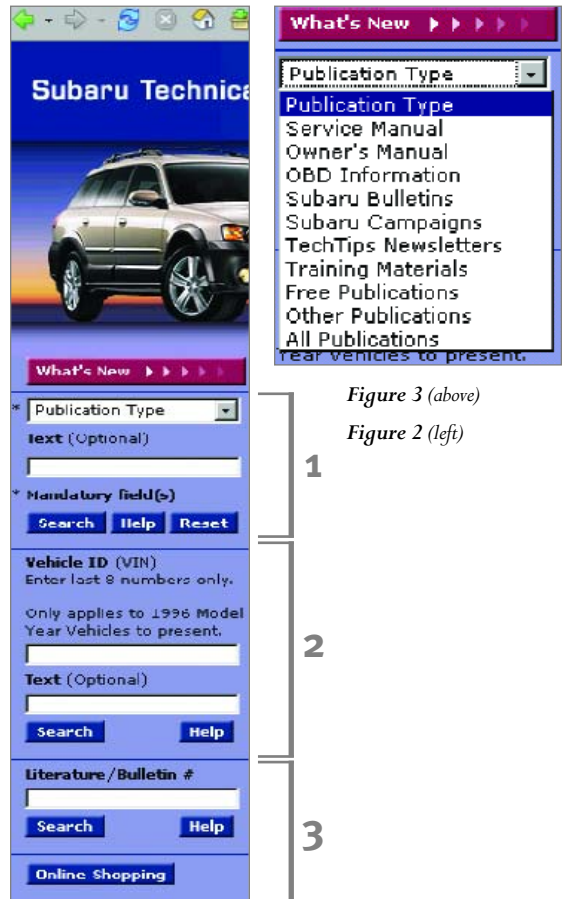 Subaru Technica
What's New
* Publication Type
Text (Optional)
* Mandatory field(s)
Search Help Reset
Vehicle ID (VIN)
Enter last 8 numbers only.
Only applies to 1996 Model
Year Vehicles to present.
Text (Optional)
Search Help
Literature/Bulletin #
Search Help
Online Shopping
1
2
3
What's New
Publication Type
Publication Type
Service Manual
Owner's Manual
OBD Information
Subaru Bulletins
Subaru Campaigns
TechTips Newsletters
Training Materials
Free Publications
Other Publications
All Publications
Year Vehicles to present.
Figure 3 (above)
Figure 2 (left)